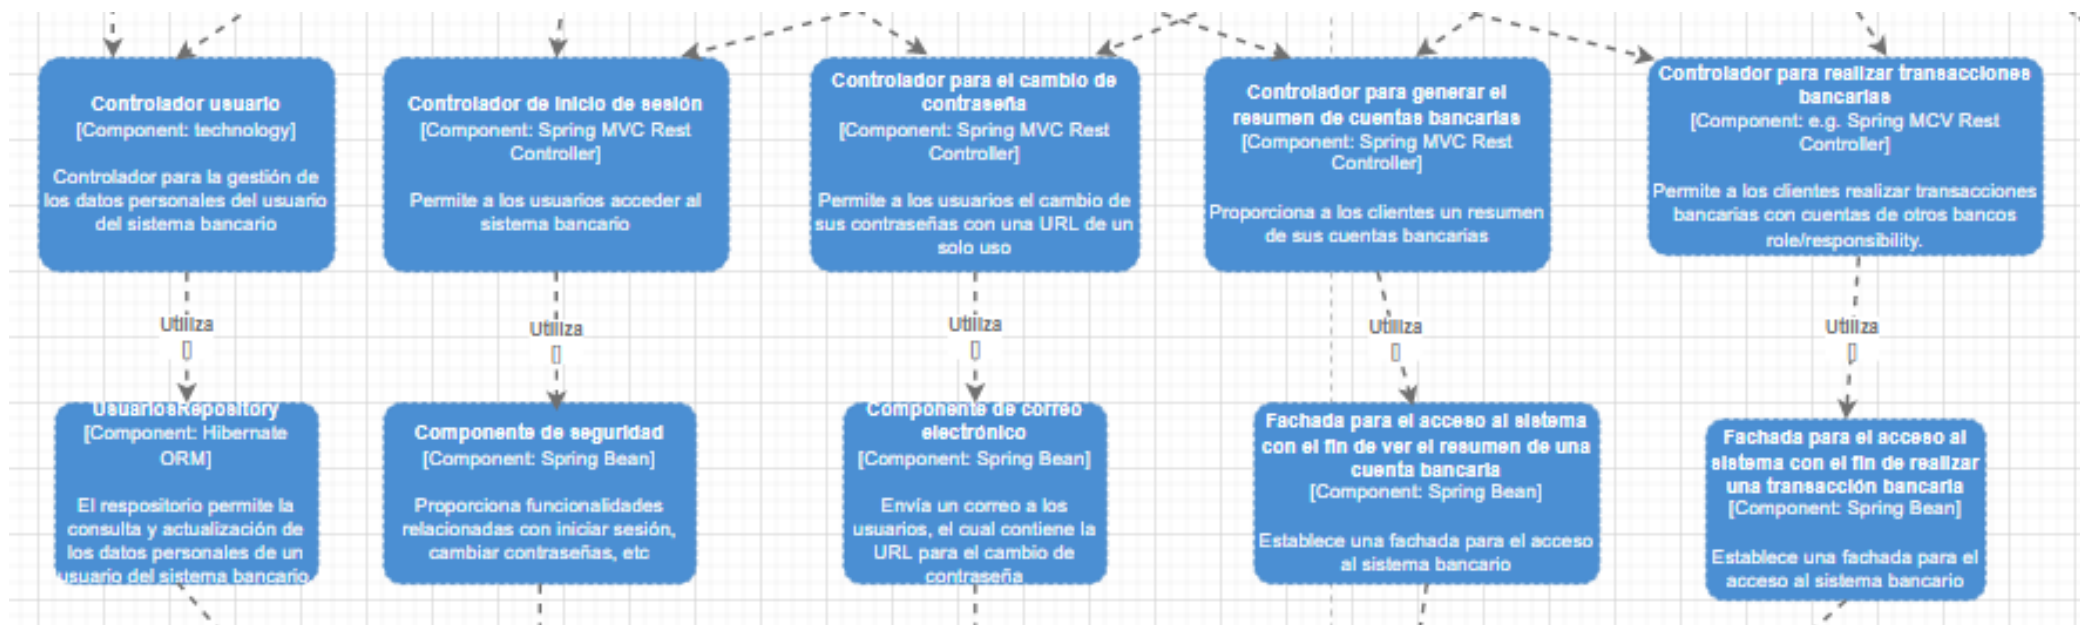 Controlador usuario
[Component: technology]
Controlador para la gestión de
los datos personales del usuario
del sistema bancario
Controlador de inicio de sesión
[Component: Spring MVC Rest
Controller]
Permite a los usuarios acceder al
sistema bancario
Controlador para el cambio de
contraseña
[Component: Spring MVC Rest
Controller]
Permite a los usuarios el cambio de
sus contraseñas con una URL de un
solo uso
Controlador para generar el
resumen de cuentas bancarias
[Component: Spring MVC Rest
Controller]
Proporciona a los clientes un resumen
de sus cuentas bancarias
Controlador para realizar transacciones
bancarias
[Component: e.g. Spring MCV Rest
Controller]
Permite a los clientes realizar transacciones
bancarias con cuentas de otros bancos
role/responsibility.
Utiliza
[]
Utiliza
[]
Utiliza
[]
Utiliza
[]
Utiliza
[]
UsuariosRepository
[Component: Hibernate
ORM]
El respositorio permite la
consulta y actualización de
los datos personales de un
usuario del sistema bancario.
Componente de seguridad
[Component: Spring Bean]
Proporciona funcionalidades
relacionadas con iniciar sesión,
cambiar contraseñas, etc
Componente de correo
electrónico
[Component: Spring Bean]
Envía un correo a los
usuarios, el cual contiene la
URL para el cambio de
contraseña
Fachada para el acceso al sistema
con el fin de ver el resumen de una
cuenta bancaria
[Component: Spring Bean]
Establece una fachada para el acceso
al sistema bancario
Fachada para el acceso al
sistema con el fin de realizar
una transacción bancaria
[Component: Spring Bean]
Establece una fachada para el
acceso al sistema bancario